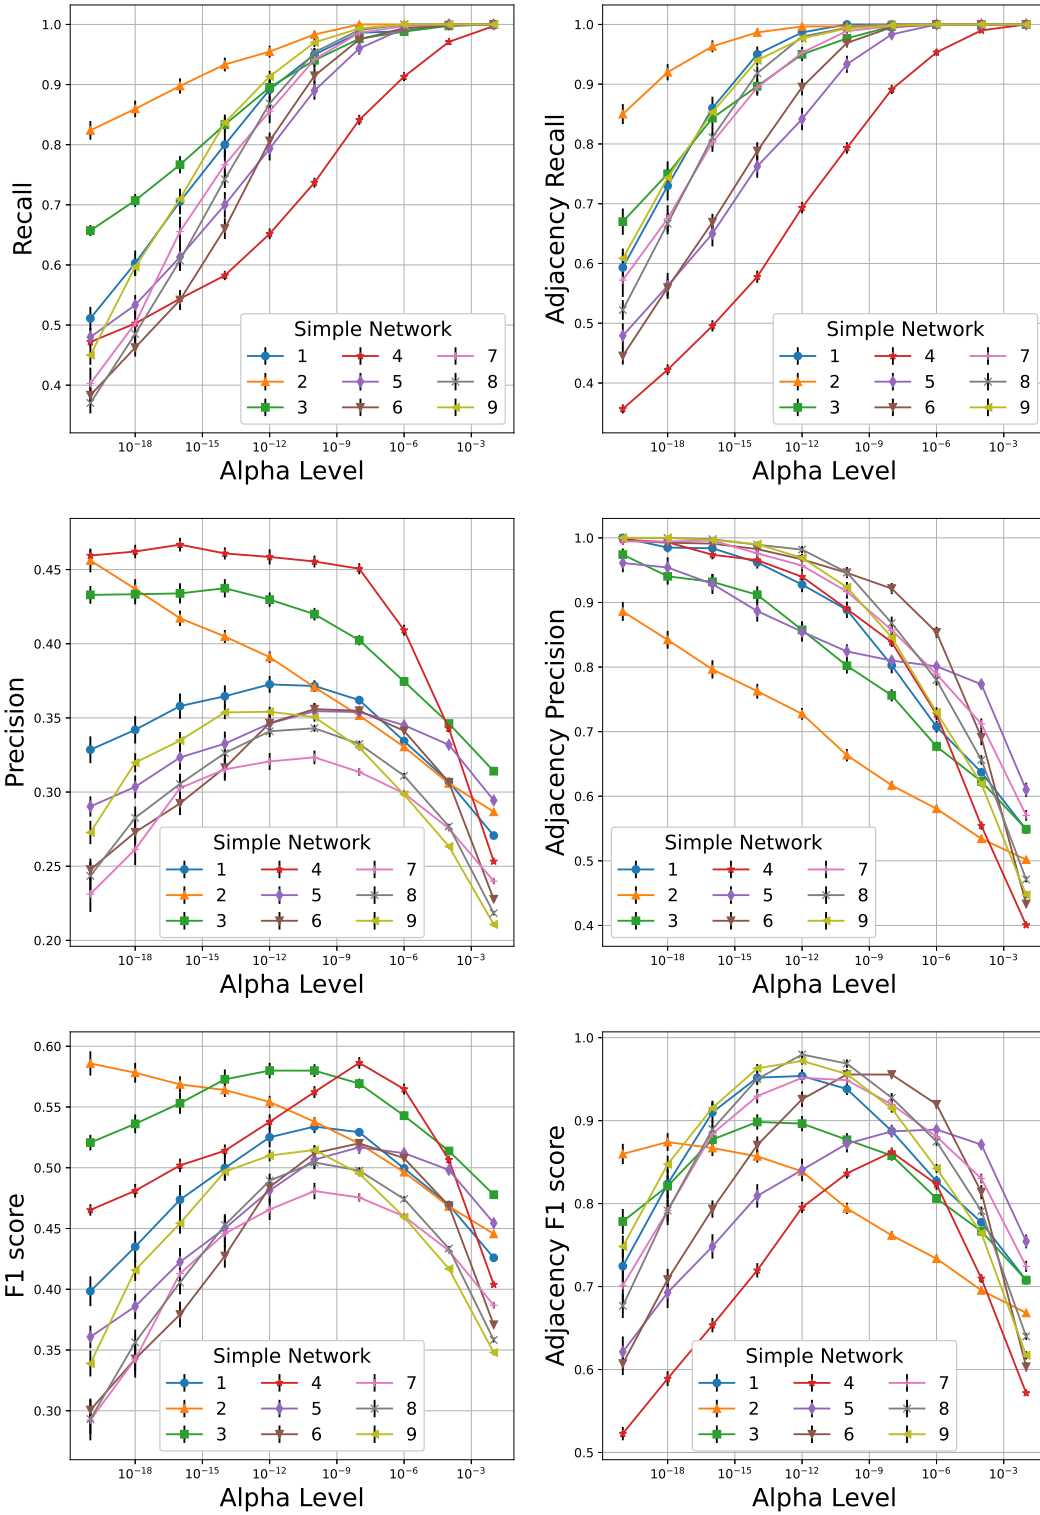 1.0
0.9
0.8
0.7
0.6
0.5
0.4
Recall
Simple Network
1 4 7
2 5 8
3 6 9
10⁻¹⁸ 10⁻¹⁵ 10⁻¹² 10⁻⁹ 10⁻⁶ 10⁻³
Alpha Level
1.0
0.9
0.8
0.7
0.6
0.5
0.4
Adjacency Recall
Simple Network
1 4 7
2 5 8
3 6 9
10⁻¹⁸ 10⁻¹⁵ 10⁻¹² 10⁻⁹ 10⁻⁶ 10⁻³
Alpha Level
0.45
0.40
0.35
0.30
0.25
0.20
Precision
Simple Network
1 4 7
2 5 8
3 6 9
10⁻¹⁸ 10⁻¹⁵ 10⁻¹² 10⁻⁹ 10⁻⁶ 10⁻³
Alpha Level
1.0
0.9
0.8
0.7
0.6
0.5
0.4
Adjacency Precision
Simple Network
1 4 7
2 5 8
3 6 9
10⁻¹⁸ 10⁻¹⁵ 10⁻¹² 10⁻⁹ 10⁻⁶ 10⁻³
Alpha Level
0.60
0.55
0.50
0.45
0.40
0.35
0.30
F1 score
Simple Network
1 4 7
2 5 8
3 6 9
10⁻¹⁸ 10⁻¹⁵ 10⁻¹² 10⁻⁹ 10⁻⁶ 10⁻³
Alpha Level
1.0
0.9
0.8
0.7
0.6
0.5
Adjacency F1 score
Simple Network
1 4 7
2 5 8
3 6 9
10⁻¹⁸ 10⁻¹⁵ 10⁻¹² 10⁻⁹ 10⁻⁶ 10⁻³
Alpha Level